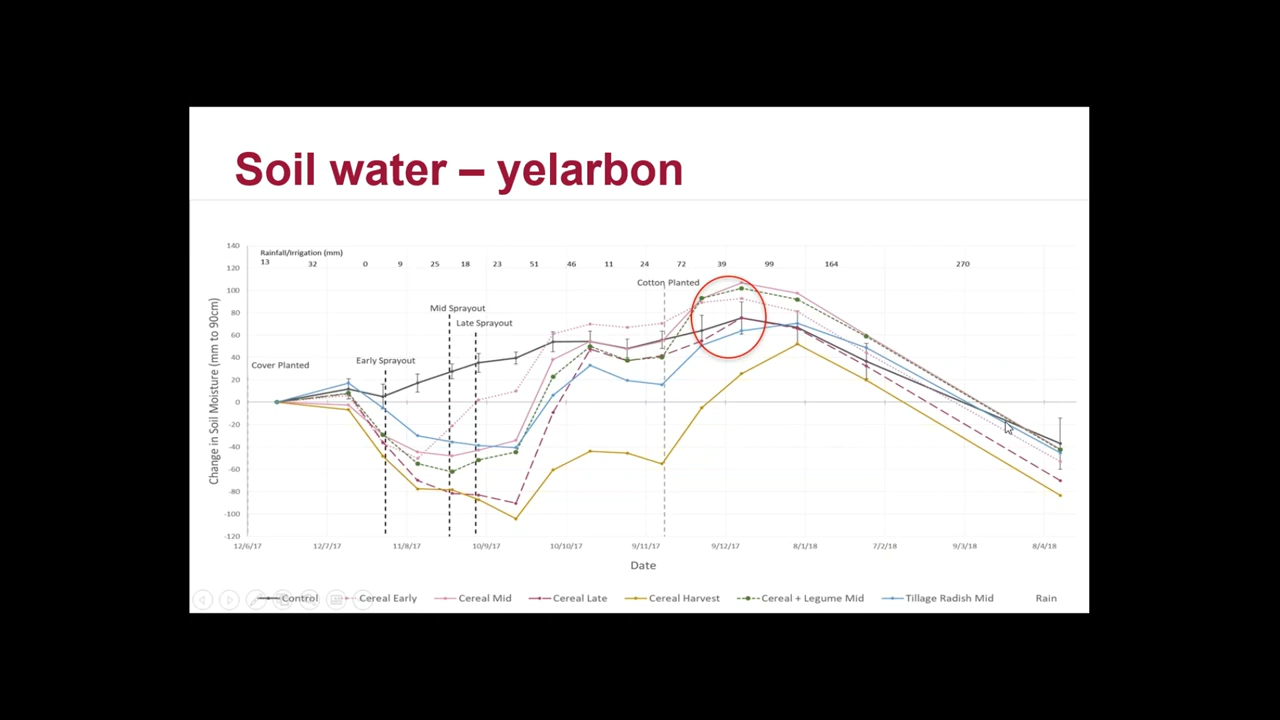 Soil water – yelarbon
Rainfall/Irrigation (mm)
13 32 0 9 25 18 23 51 46 11 24 72 39 99 164 270
Cotton Planted
Mid Sprayout
Late Sprayout
Early Sprayout
Cover Planted
Change in Soil Moisture (mm to 90cm)
140
120
100
80
60
40
20
0
-20
-40
-60
-80
-100
-120
12/6/17 12/7/17 11/8/17 10/9/17 10/10/17 9/11/17 9/12/17 8/1/18 7/2/18 9/3/18 8/4/18
Date
Control Cereal Early Cereal Mid Cereal Late Cereal Harvest Cereal + Legume Mid Tillage Radish Mid Rain